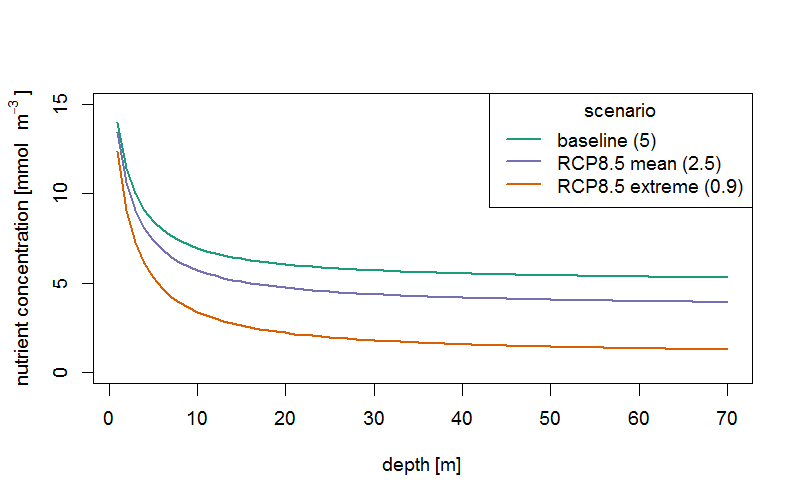 scenario
baseline (5)
RCP8.5 mean (2.5)
RCP8.5 extreme (0.9)
nutrient concentration [mmol m⁻³]
15
10
5
0
0 10 20 30 40 50 60 70
depth [m]